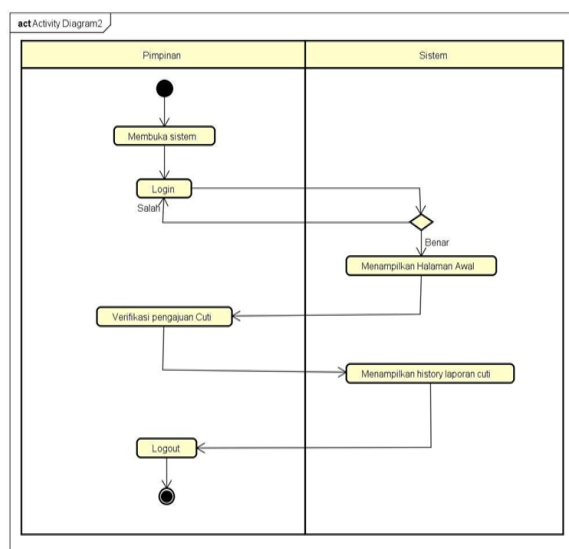 act Activity Diagram2
Pimpinan
Sistem
Membuka sistem
Login
Salah
Benar
Menampilkan Halaman Awal
Verifikasi pengajuan Cuti
Menampilkan history laporan cuti
Logout